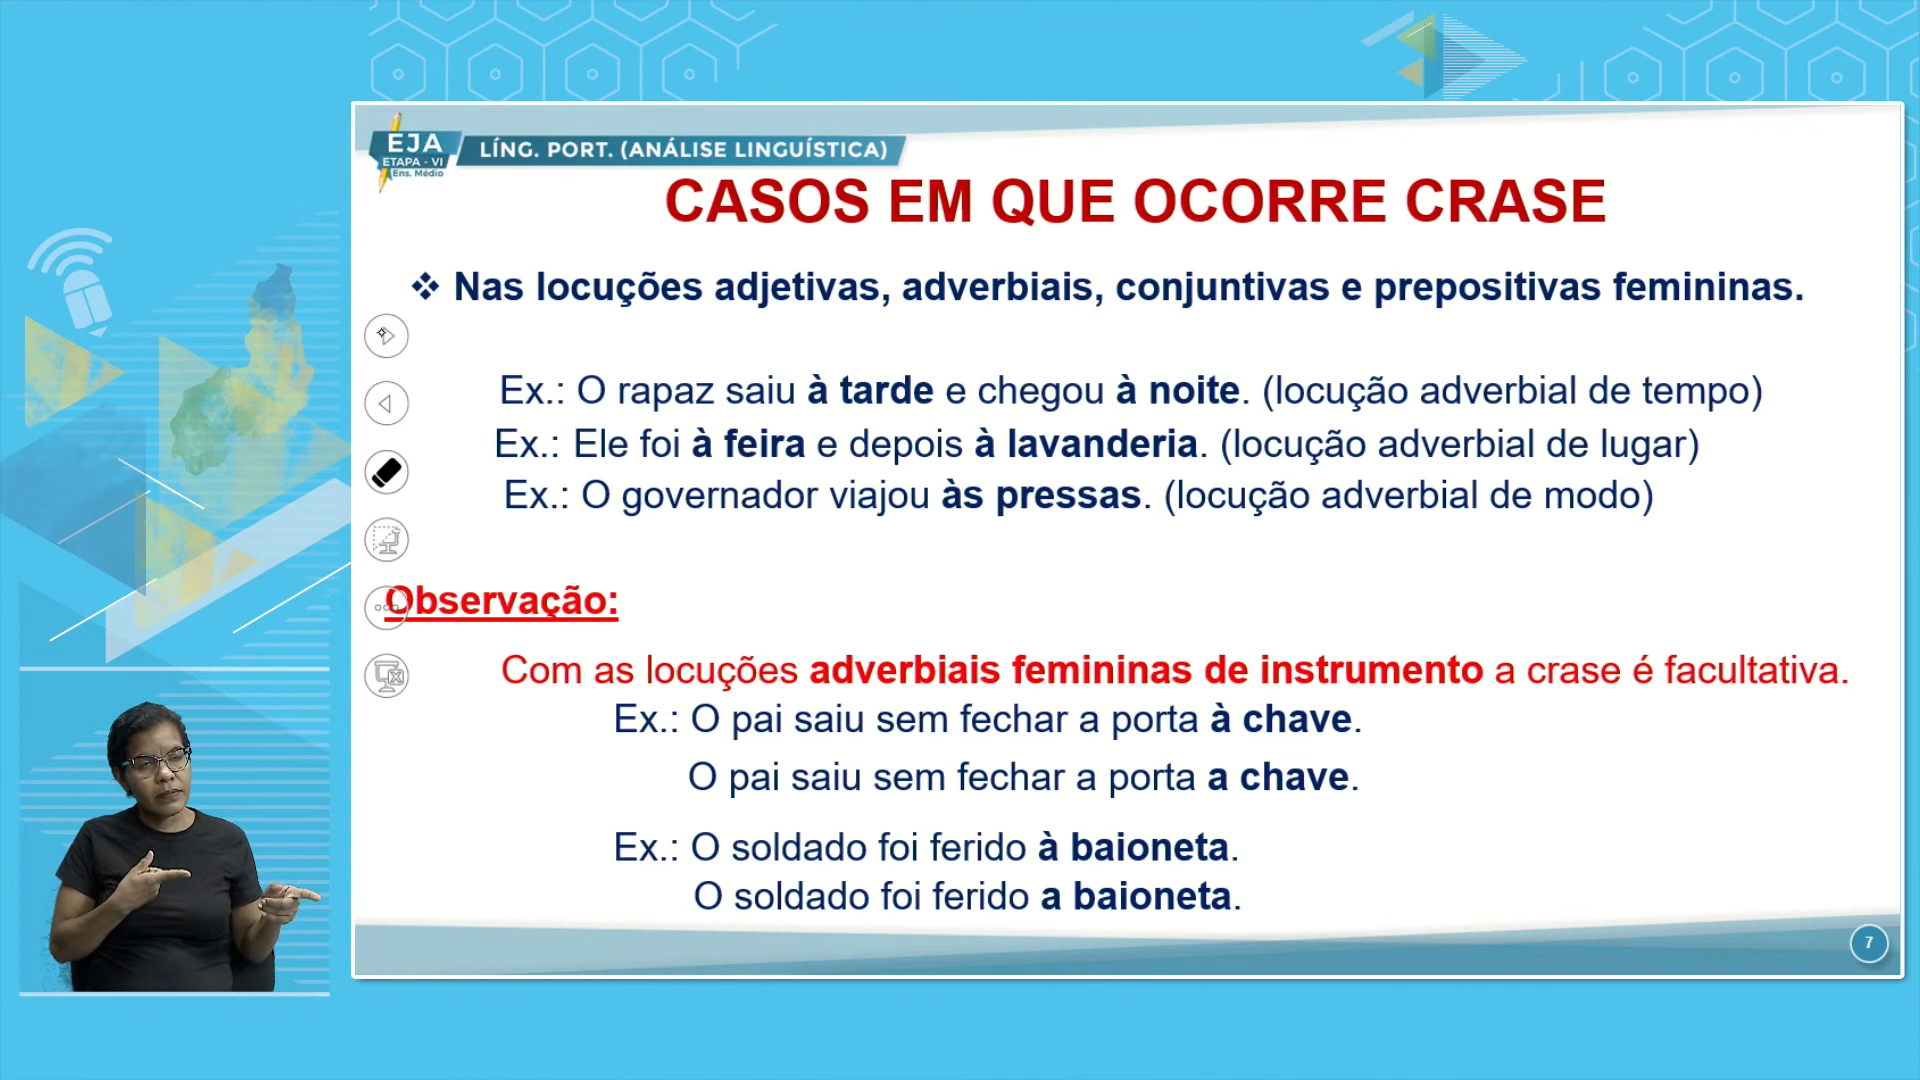 EJA
ETAPA - VI
Ens. Médio
LÍNG. PORT. (ANÁLISE LINGUÍSTICA)
CASOS EM QUE OCORRE CRASE
❖ Nas locuções adjetivas, adverbiais, conjuntivas e prepositivas femininas.
Ex.: O rapaz saiu à tarde e chegou à noite. (locução adverbial de tempo)
Ex.: Ele foi à feira e depois à lavanderia. (locução adverbial de lugar)
Ex.: O governador viajou às pressas. (locução adverbial de modo)
Observação:
Com as locuções adverbiais femininas de instrumento a crase é facultativa.
Ex.: O pai saiu sem fechar a porta à chave.
O pai saiu sem fechar a porta a chave.
Ex.: O soldado foi ferido à baioneta.
O soldado foi ferido a baioneta.
7